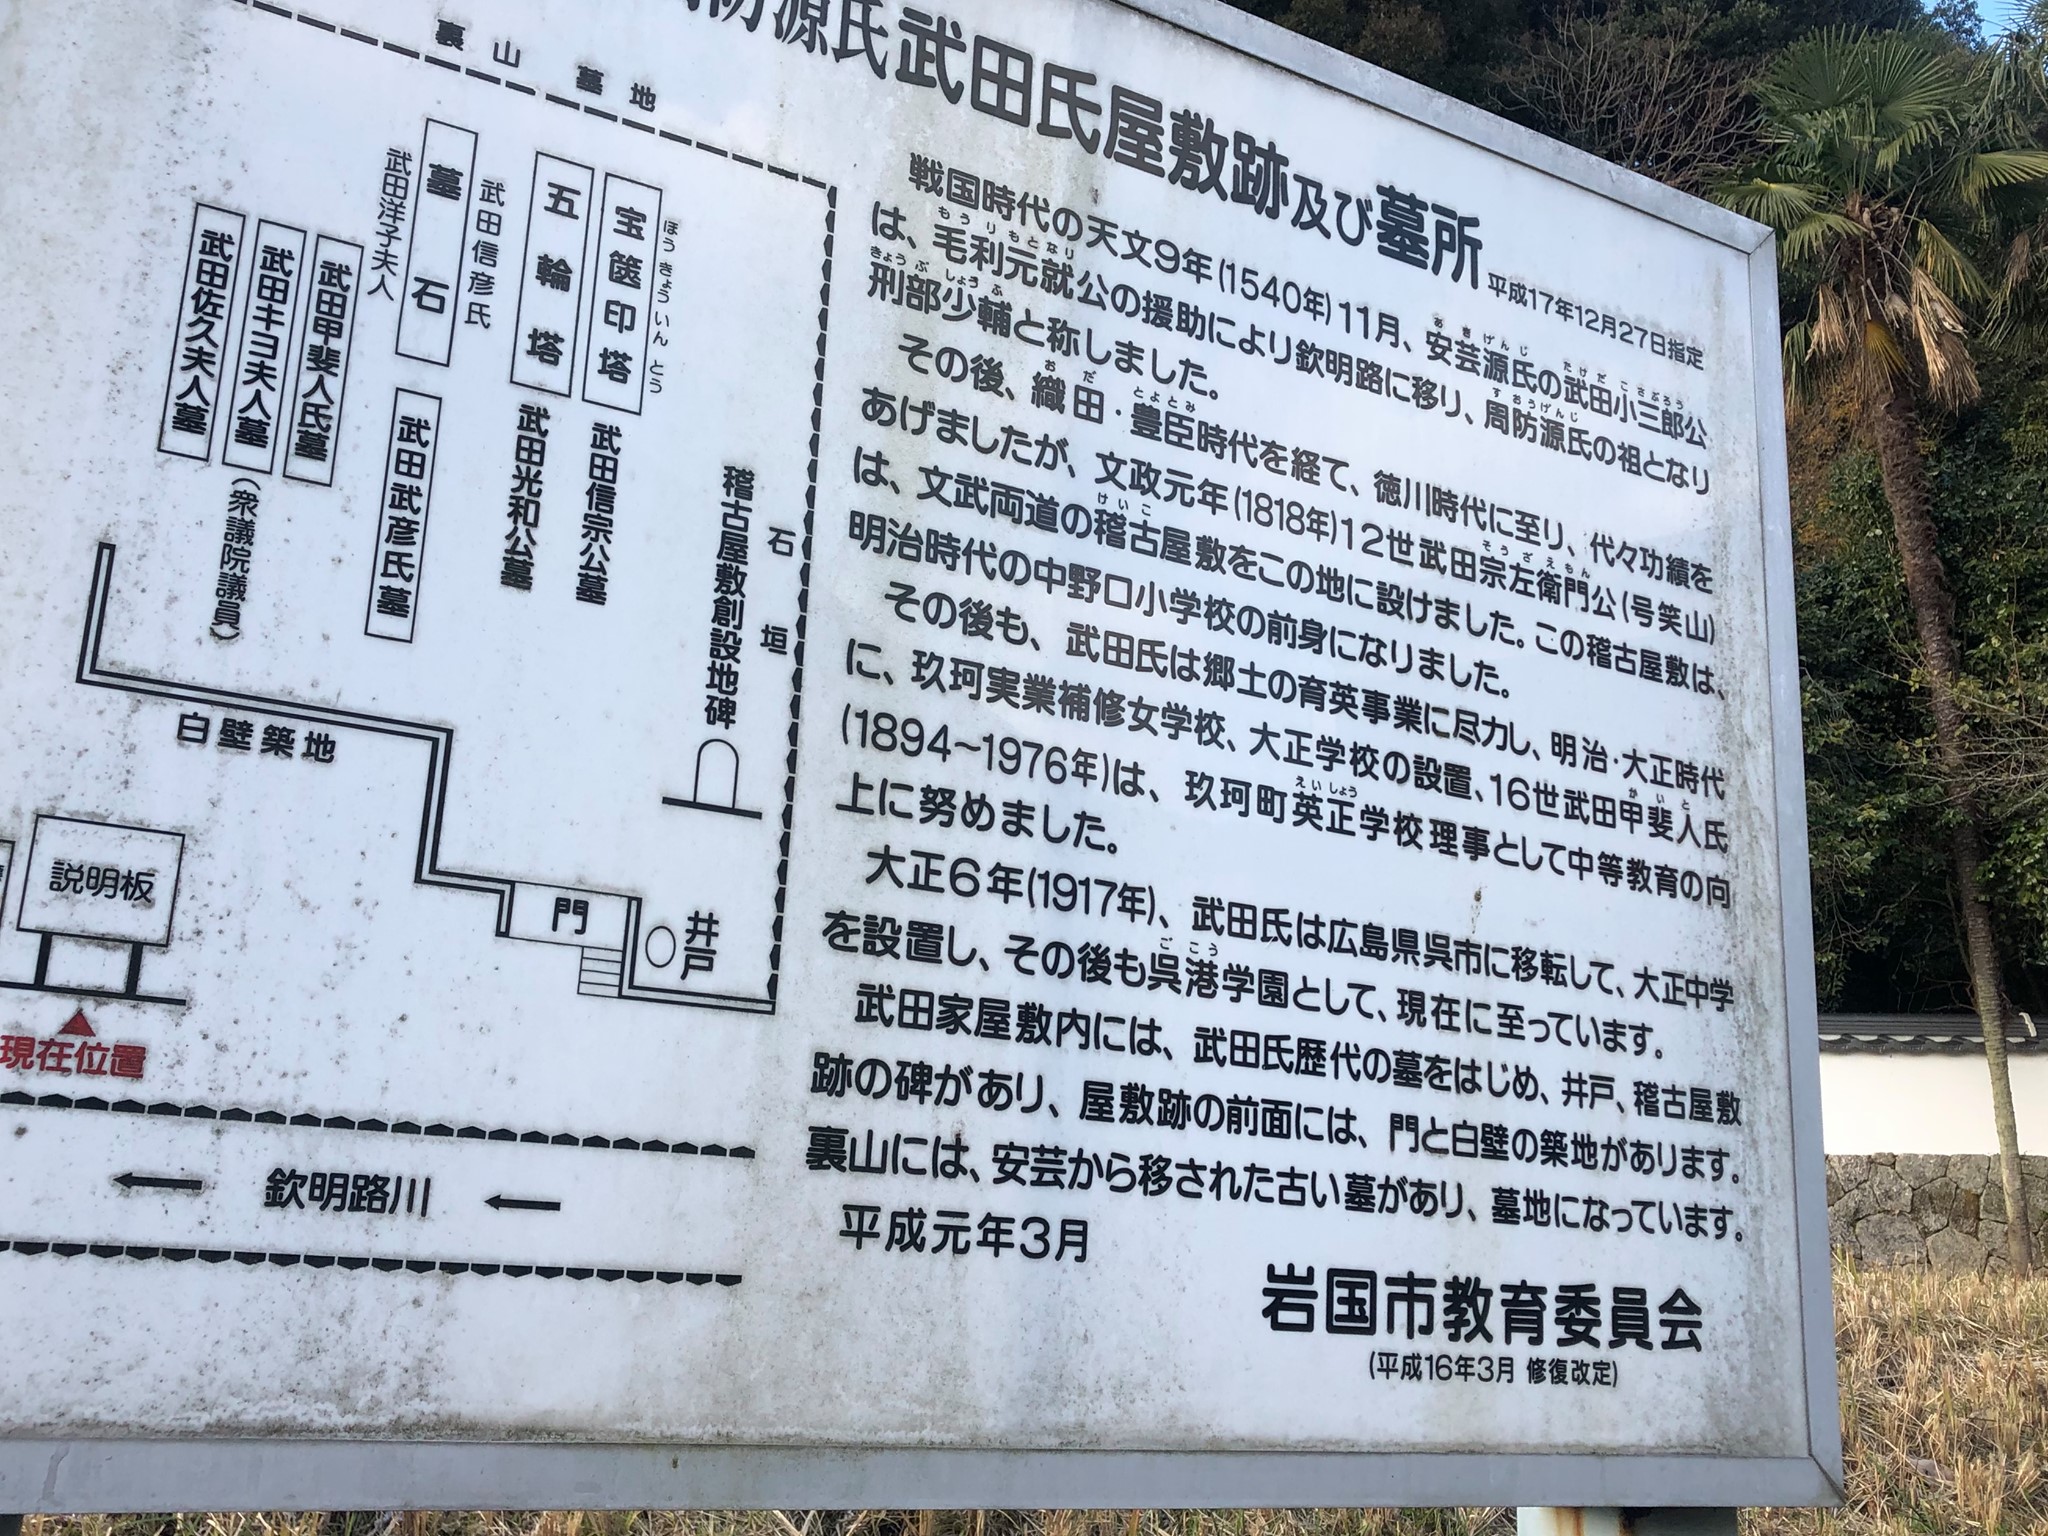 防源氏武田氏屋敷跡及び墓所
平成17年12月27日指定
戦国時代の天文9年(1540年)11月、安芸源氏の武田小三郎公
は、毛利元就公の援助により欽明路に移り、周防源氏の祖となり
刑部少輔と称しました。
その後、織田・豊臣時代を経て、徳川時代に至り、代々功績を
あげましたが、文政元年(1818年)12世武田宗左衛門公(号笑山)
は、文武両道の稽古屋敷をこの地に設けました。この稽古屋敷は、
明治時代の中野口小学校の前身になりました。
その後も、武田氏は郷土の育英事業に尽力し、明治・大正時代
に、玖珂実業補修女学校、大正学校の設置、16世武田甲斐人氏
(1894~1976年)は、玖珂町英正学校理事として中等教育の向
上に努めました。
大正6年(1917年)、武田氏は広島県呉市に移転して、大正中学
を設置し、その後も呉港学園として、現在に至っています。
武田家屋敷内には、武田氏歴代の墓をはじめ、井戸、稽古屋敷
跡の碑があり、屋敷跡の前面には、門と白壁の築地があります。
裏山には、安芸から移された古い墓があり、墓地になっています。
平成元年3月
岩国市教育委員会
(平成16年3月 修復改定)
裏山 墓地
宝篋印塔
ほうきょういんとう
武田信宗公墓
五輪塔
武田光和公墓
武田信彦氏
墓石
武田洋子夫人
武田武彦氏墓
武田甲斐人氏墓
武田キヨ夫人墓
武田佐久夫人墓
(衆議院議員)
石垣
稽古屋敷創設地碑
白壁築地
説明板
門
井戸
現在位置
欽明路川